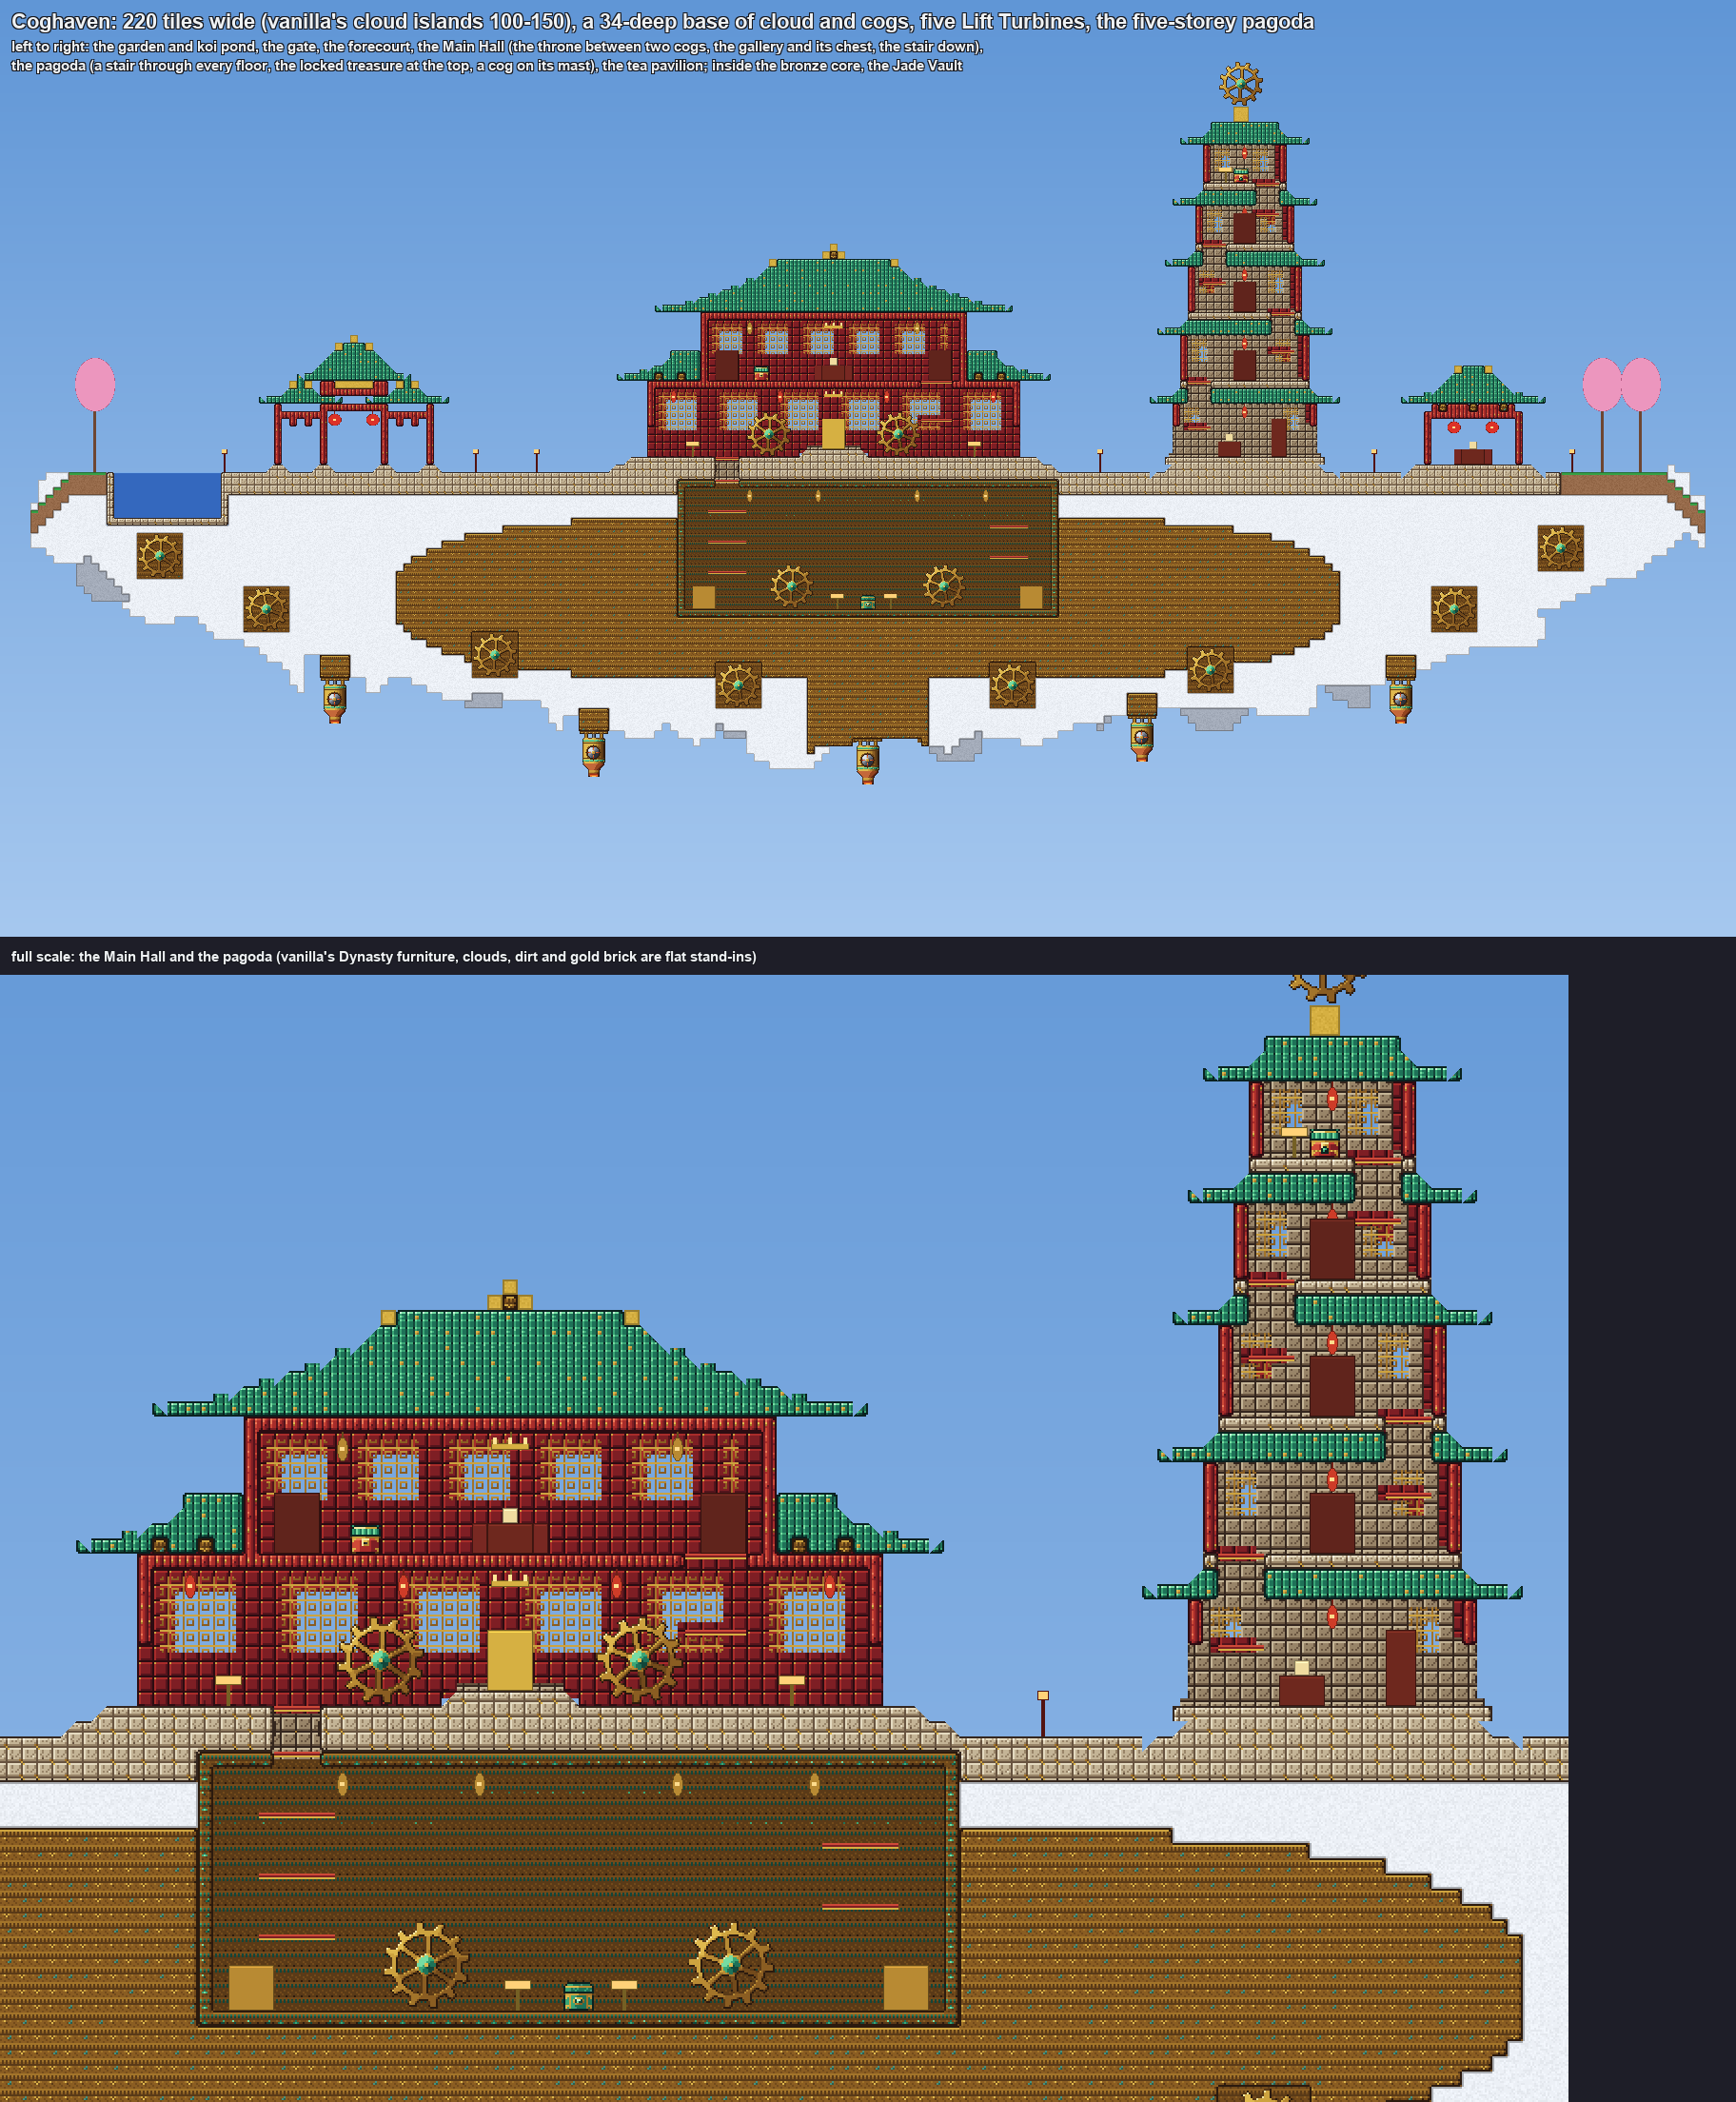 Coghaven: 220 tiles wide (vanilla's cloud islands 100-150), a 34-deep base of cloud and cogs, five Lift Turbines, the five-storey pagoda
left to right: the garden and koi pond, the gate, the forecourt, the Main Hall (the throne between two cogs, the gallery and its chest, the stair down),
the pagoda (a stair through every floor, the locked treasure at the top, a cog on its mast), the tea pavilion; inside the bronze core, the Jade Vault
full scale: the Main Hall and the pagoda (vanilla's Dynasty furniture, clouds, dirt and gold brick are flat stand-ins)